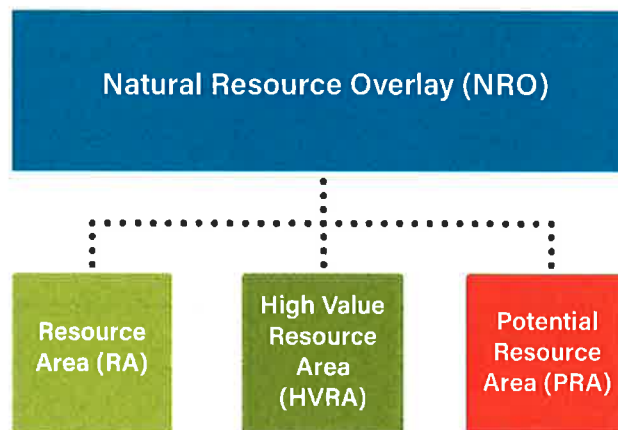 Natural Resource Overlay (NRO)
Resource
Area (RA)
High Value
Resource
Area
(HVRA)
Potential
Resource
Area (PRA)